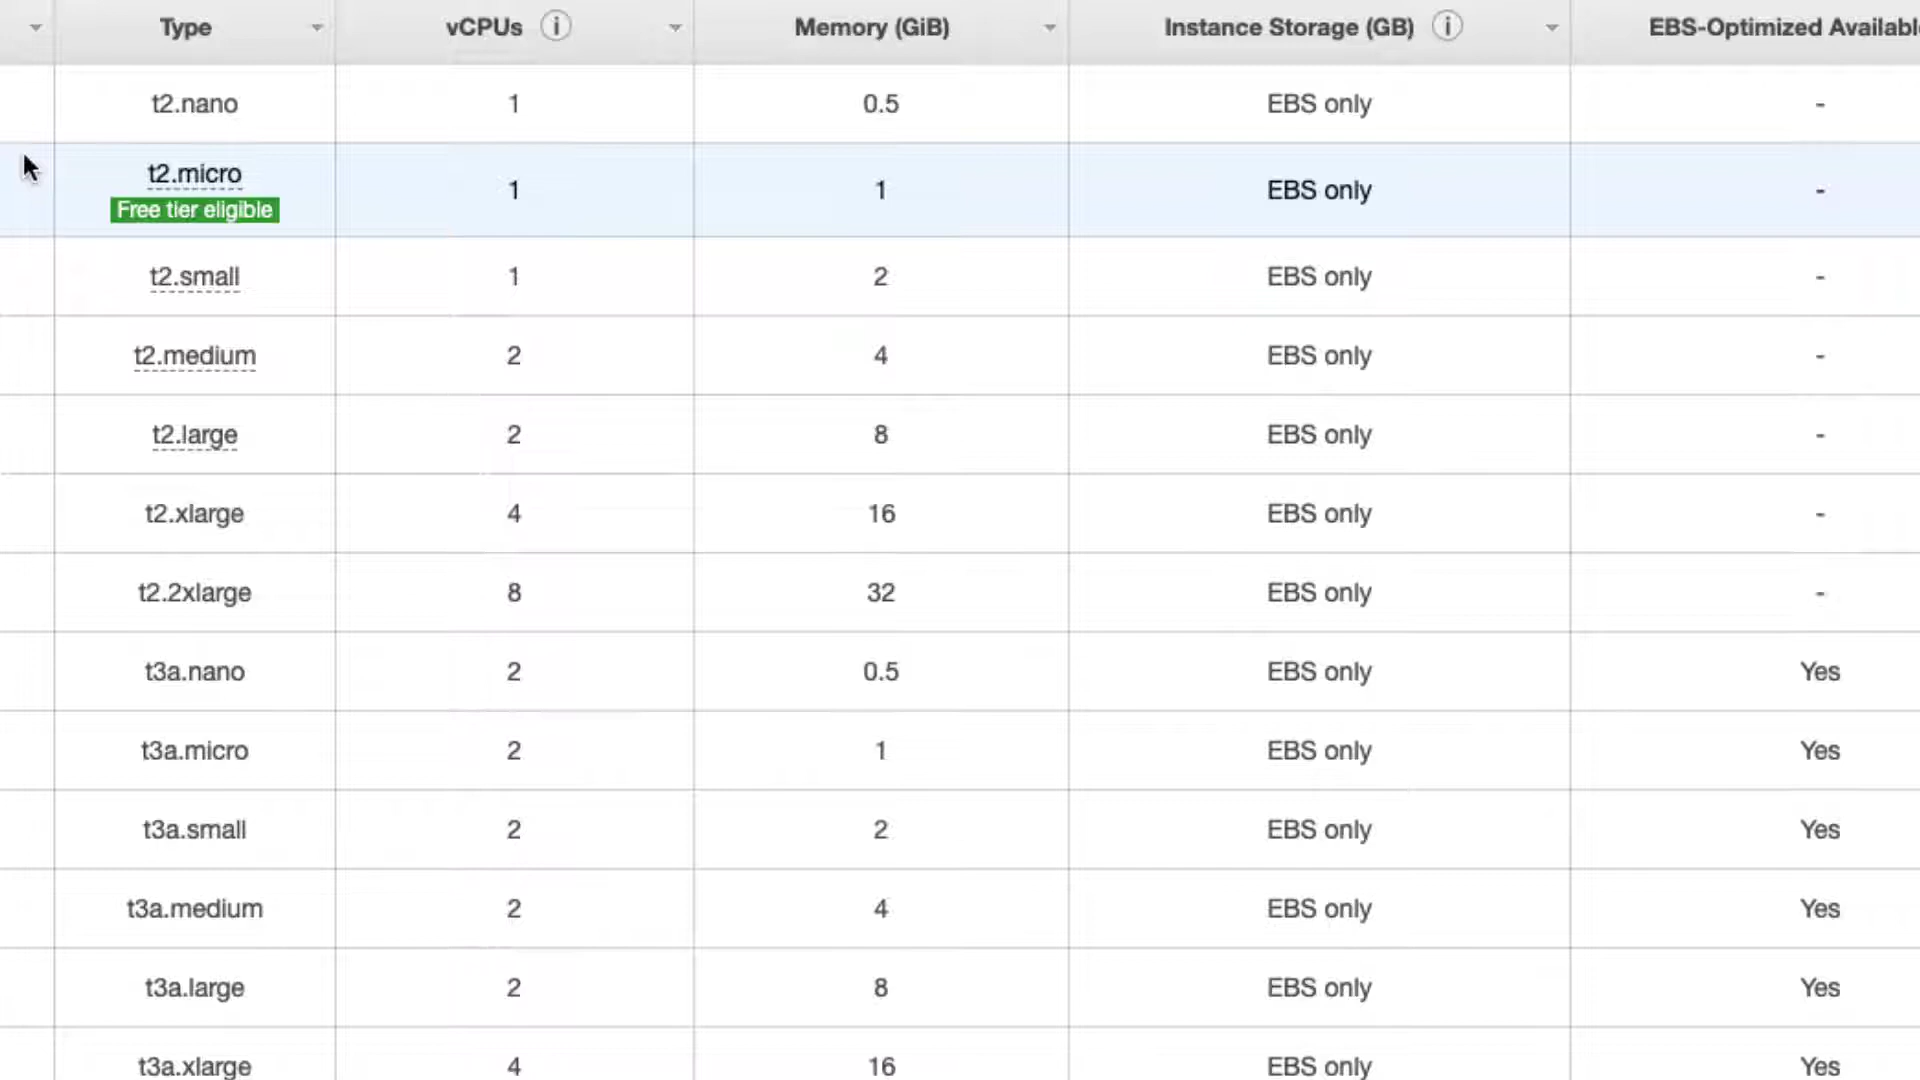 Type vCPUs Memory (GiB) Instance Storage (GB) EBS-Optimized Availabl
t2.nano 1 0.5 EBS only -
t2.micro 1 1 EBS only -
Free tier eligible
t2.small 1 2 EBS only -
t2.medium 2 4 EBS only -
t2.large 2 8 EBS only -
t2.xlarge 4 16 EBS only -
t2.2xlarge 8 32 EBS only -
t3a.nano 2 0.5 EBS only Yes
t3a.micro 2 1 EBS only Yes
t3a.small 2 2 EBS only Yes
t3a.medium 2 4 EBS only Yes
t3a.large 2 8 EBS only Yes
t3a.xlarge 4 16 EBS only Yes